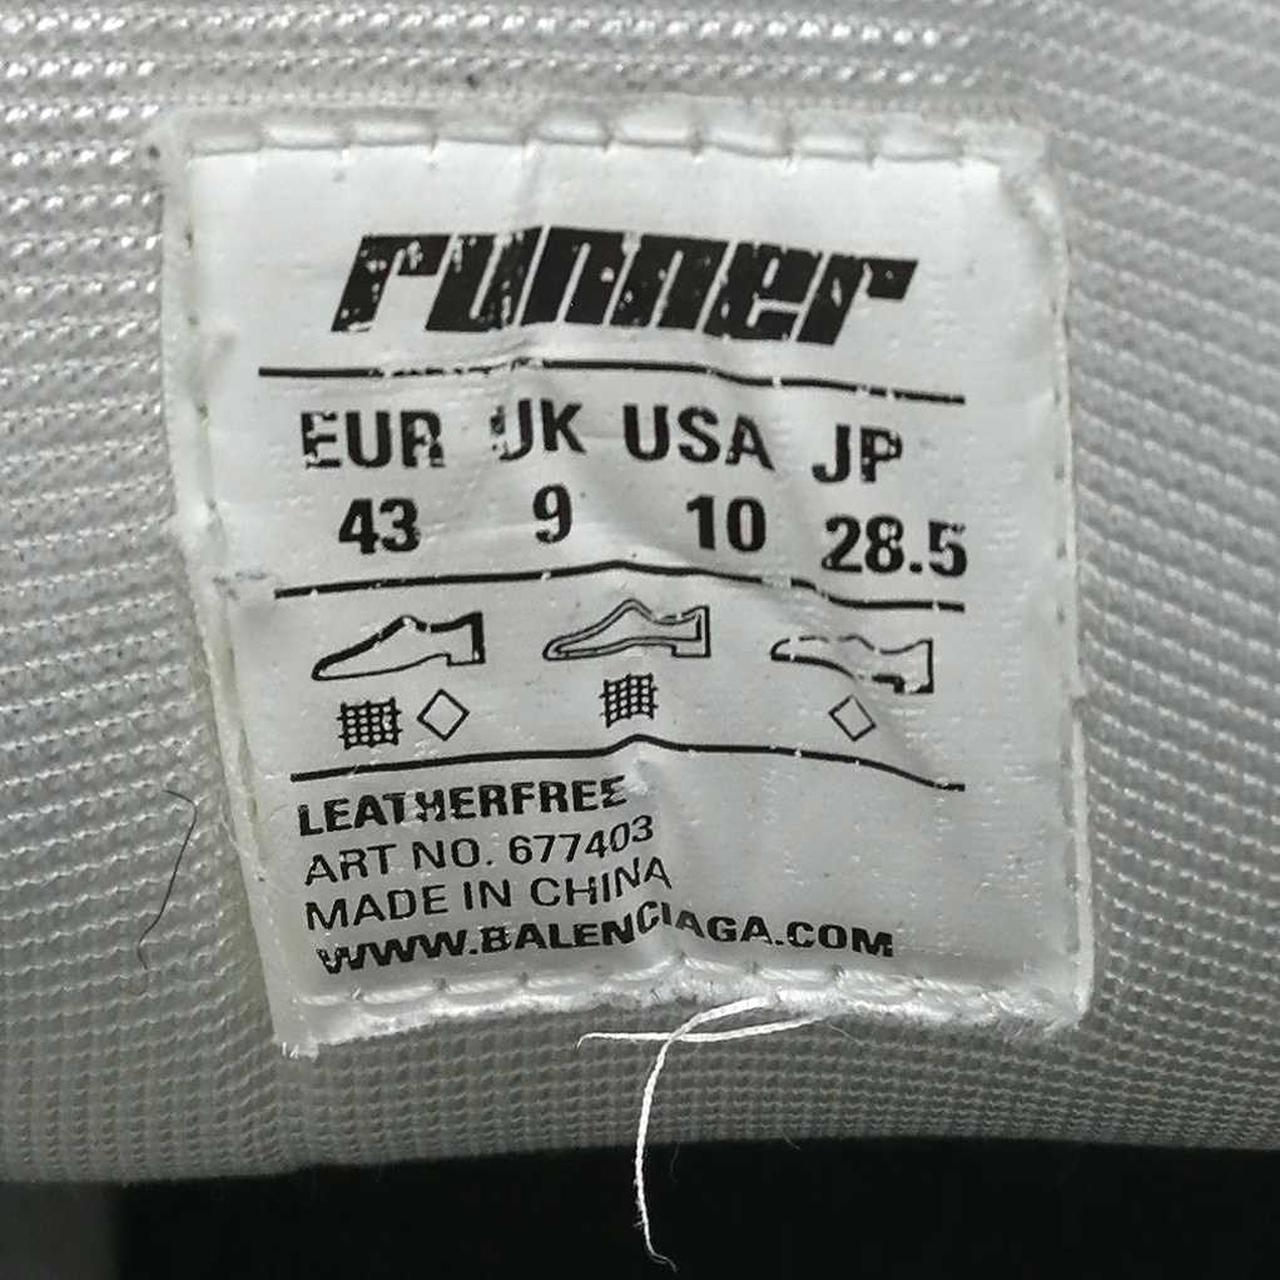 runner
EUR UK USA JP
43 9 10 28.5
LEATHERFREE
ART NO. 677403
MADE IN CHINA
WWW.BALENCIAGA.COM